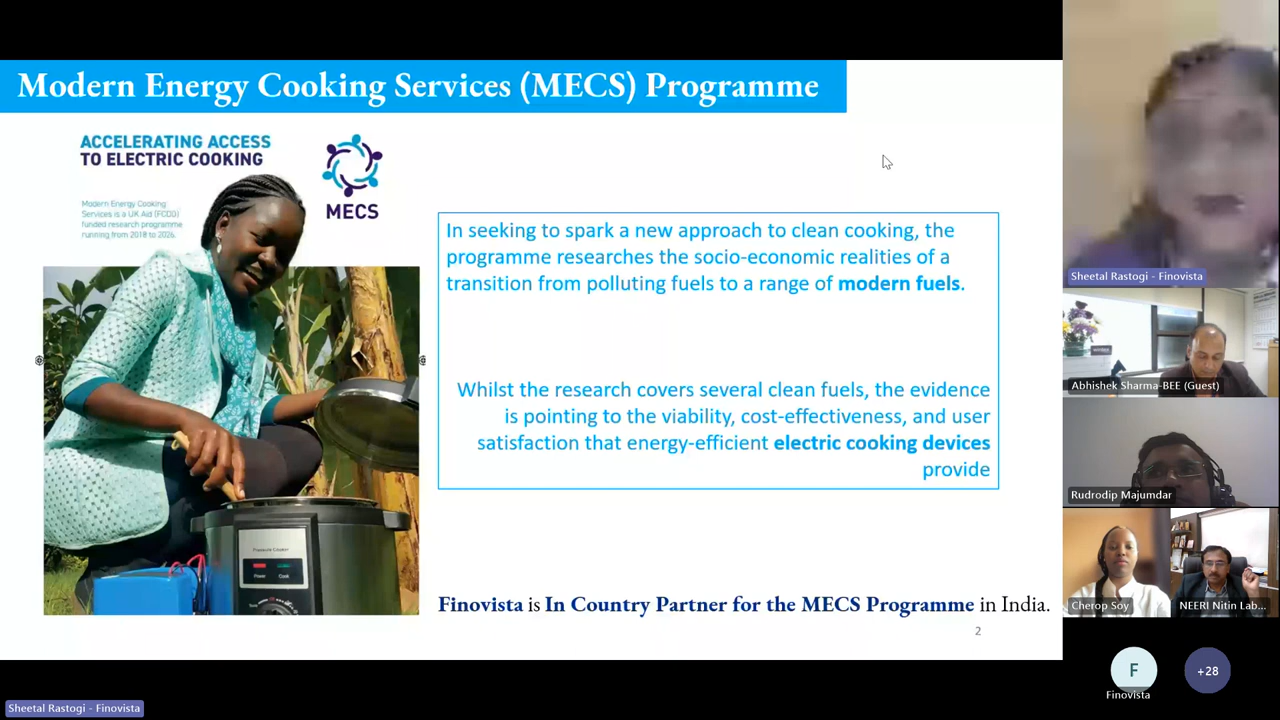 Modern Energy Cooking Services (MECS) Programme
ACCELERATING ACCESS
TO ELECTRIC COOKING
Modern Energy Cooking
Services is a UK Aid (FCDO)
funded research programme
running from 2018 to 2026.
MECS
In seeking to spark a new approach to clean cooking, the
programme researches the socio-economic realities of a
transition from polluting fuels to a range of modern fuels.
Whilst the research covers several clean fuels, the evidence
is pointing to the viability, cost-effectiveness, and user
satisfaction that energy-efficient electric cooking devices
provide
Pressure Cooker
Power Cook
Finovista is In Country Partner for the MECS Programme in India.
2
Sheetal Rastogi - Finovista
Abhishek Sharma-BEE (Guest)
Rudrodip Majumdar
Cherop Soy
NEERI Nitin Lab...
F
Finovista
+28
Sheetal Rastogi - Finovista